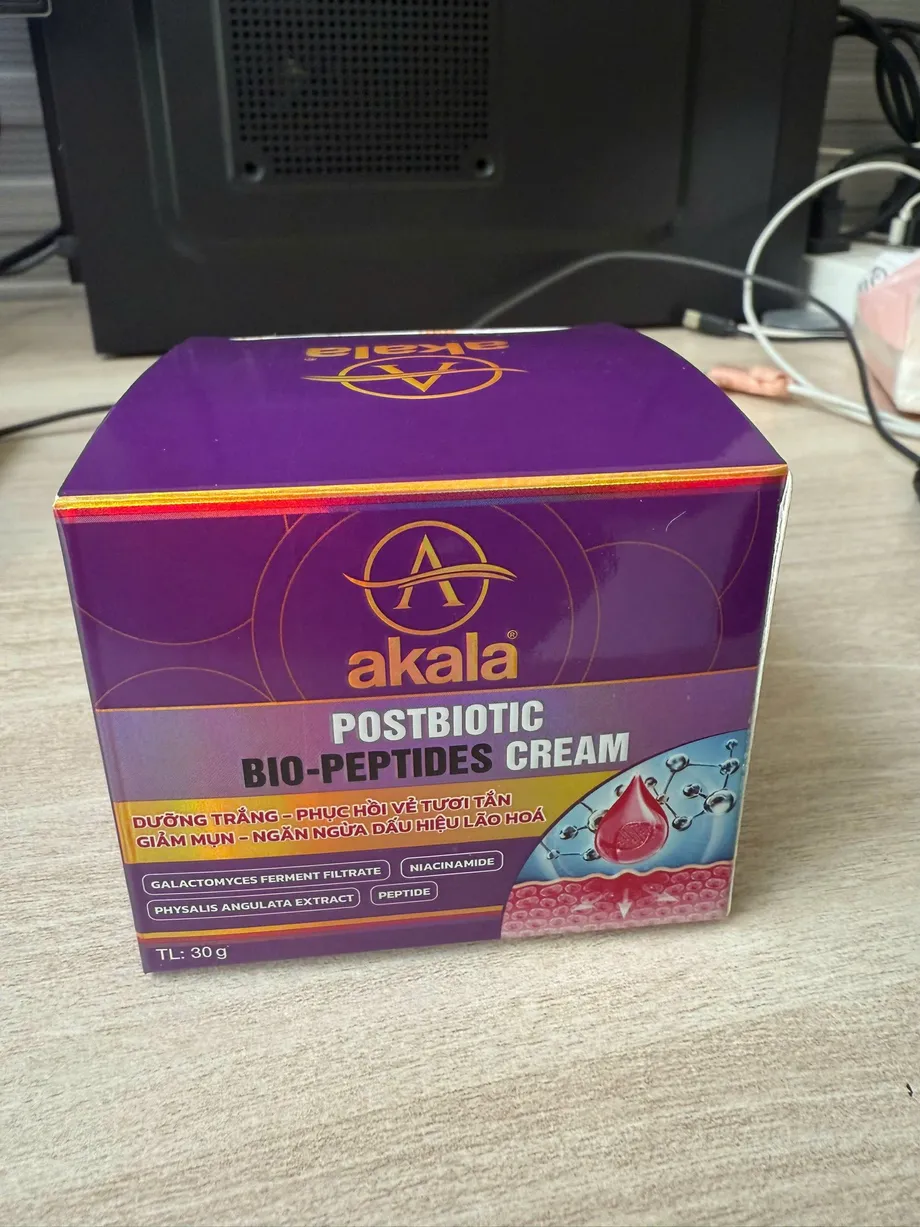 akala®
A
A
akala®
POSTBIOTIC
BIO-PEPTIDES CREAM
DƯỠNG TRẮNG – PHỤC HỒI VẺ TƯƠI TẮN
GIẢM MỤN – NGĂN NGỪA DẤU HIỆU LÃO HOÁ
GALACTOMYCES FERMENT FILTRATE
NIACINAMIDE
PHYSALIS ANGULATA EXTRACT
PEPTIDE
TL: 30 g